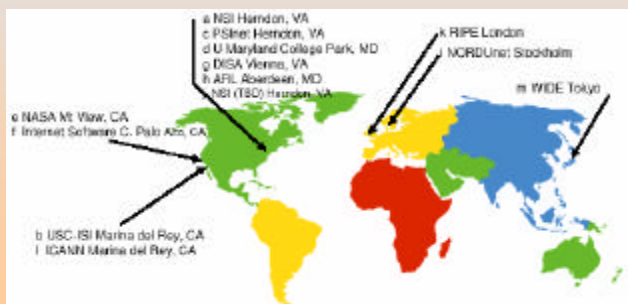 a NSI Herndon, VA
c PSInet Herndon, VA
d U Maryland College Park, MD
g DISA Vienna, VA
h ARL Aberdeen, MD
j NSI (TBD) Herndon, VA
k RIPE London
i NORDUnet Stockholm
m WIDE Tokyo
e NASA Mt View, CA
f Internet Software C. Palo Alto, CA
b USC-ISI Marina del Rey, CA
l ICANN Marina del Rey, CA